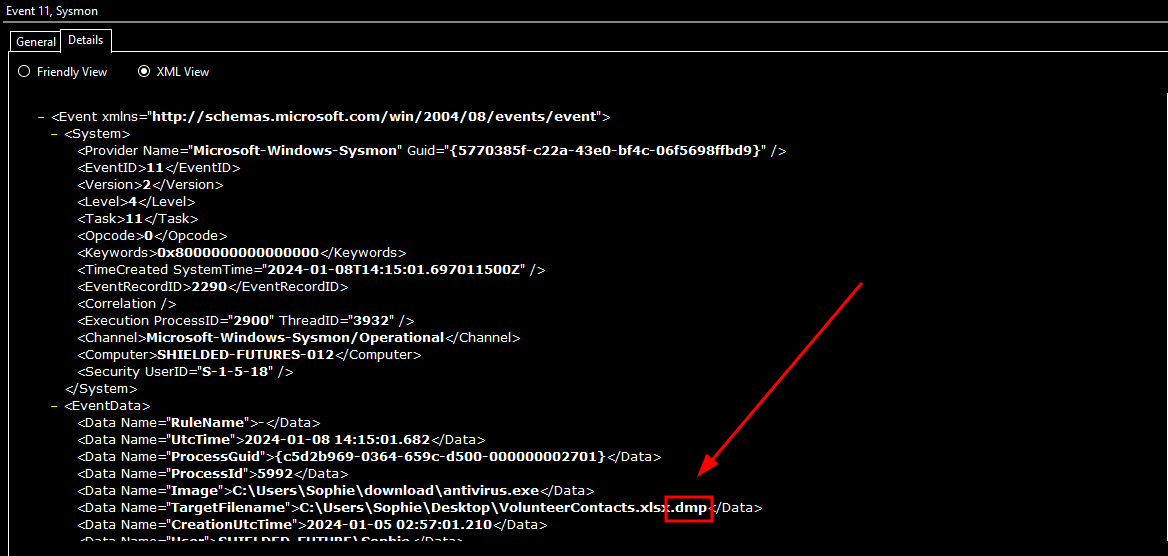 Event 11, Sysmon
General Details
Friendly View XML View
– <Event xmlns="http://schemas.microsoft.com/win/2004/08/events/event">
– <System>
<Provider Name="Microsoft-Windows-Sysmon" Guid="{5770385f-c22a-43e0-bf4c-06f5698ffbd9}" />
<EventID>11</EventID>
<Version>2</Version>
<Level>4</Level>
<Task>11</Task>
<Opcode>0</Opcode>
<Keywords>0x8000000000000000</Keywords>
<TimeCreated SystemTime="2024-01-08T14:15:01.697011500Z" />
<EventRecordID>2290</EventRecordID>
<Correlation />
<Execution ProcessID="2900" ThreadID="3932" />
<Channel>Microsoft-Windows-Sysmon/Operational</Channel>
<Computer>SHIELDED-FUTURES-012</Computer>
<Security UserID="S-1-5-18" />
</System>
– <EventData>
<Data Name="RuleName">-</Data>
<Data Name="UtcTime">2024-01-08 14:15:01.682</Data>
<Data Name="ProcessGuid">{c5d2b969-0364-659c-d500-000000002701}</Data>
<Data Name="ProcessId">5992</Data>
<Data Name="Image">C:\Users\Sophie\download\antivirus.exe</Data>
<Data Name="TargetFilename">C:\Users\Sophie\Desktop\VolunteerContacts.xlsx.dmp</Data>
<Data Name="CreationUtcTime">2024-01-05 02:57:01.210</Data>
<Data Name="User">SHIELDED-FUTURE\Sophie</Data>